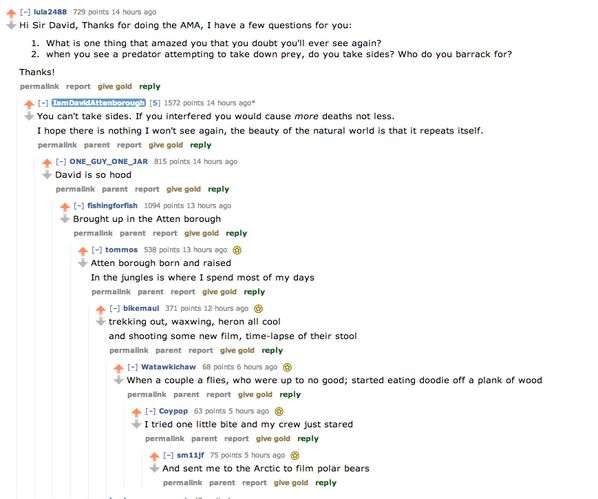 [–] lula2488 729 points 14 hours ago
Hi Sir David, Thanks for doing the AMA, I have a few questions for you:
1. What is one thing that amazed you that you doubt you'll ever see again?
2. when you see a predator attempting to take down prey, do you take sides? Who do you barrack for?
Thanks!
permalink report give gold reply
[–] IamDavidAttenborough [S] 1572 points 14 hours ago*
You can't take sides. If you interfered you would cause more deaths not less.
I hope there is nothing I won't see again, the beauty of the natural world is that it repeats itself.
permalink parent report give gold reply
[–] ONE_GUY_ONE_JAR 815 points 14 hours ago
David is so hood
permalink parent report give gold reply
[–] fishingforfish 1094 points 13 hours ago
Brought up in the Atten borough
permalink parent report give gold reply
[–] tommos 538 points 13 hours ago
Atten borough born and raised
In the jungles is where I spend most of my days
permalink parent report give gold reply
[–] bikemaul 371 points 12 hours ago
trekking out, waxwing, heron all cool
and shooting some new film, time-lapse of their stool
permalink parent report give gold reply
[–] Watawkichaw 68 points 6 hours ago
When a couple a flies, who were up to no good; started eating doodie off a plank of wood
permalink parent report give gold reply
[–] Coypop 63 points 5 hours ago
I tried one little bite and my crew just stared
permalink parent report give gold reply
[–] sm11jf 75 points 5 hours ago
And sent me to the Arctic to film polar bears
permalink parent report give gold reply